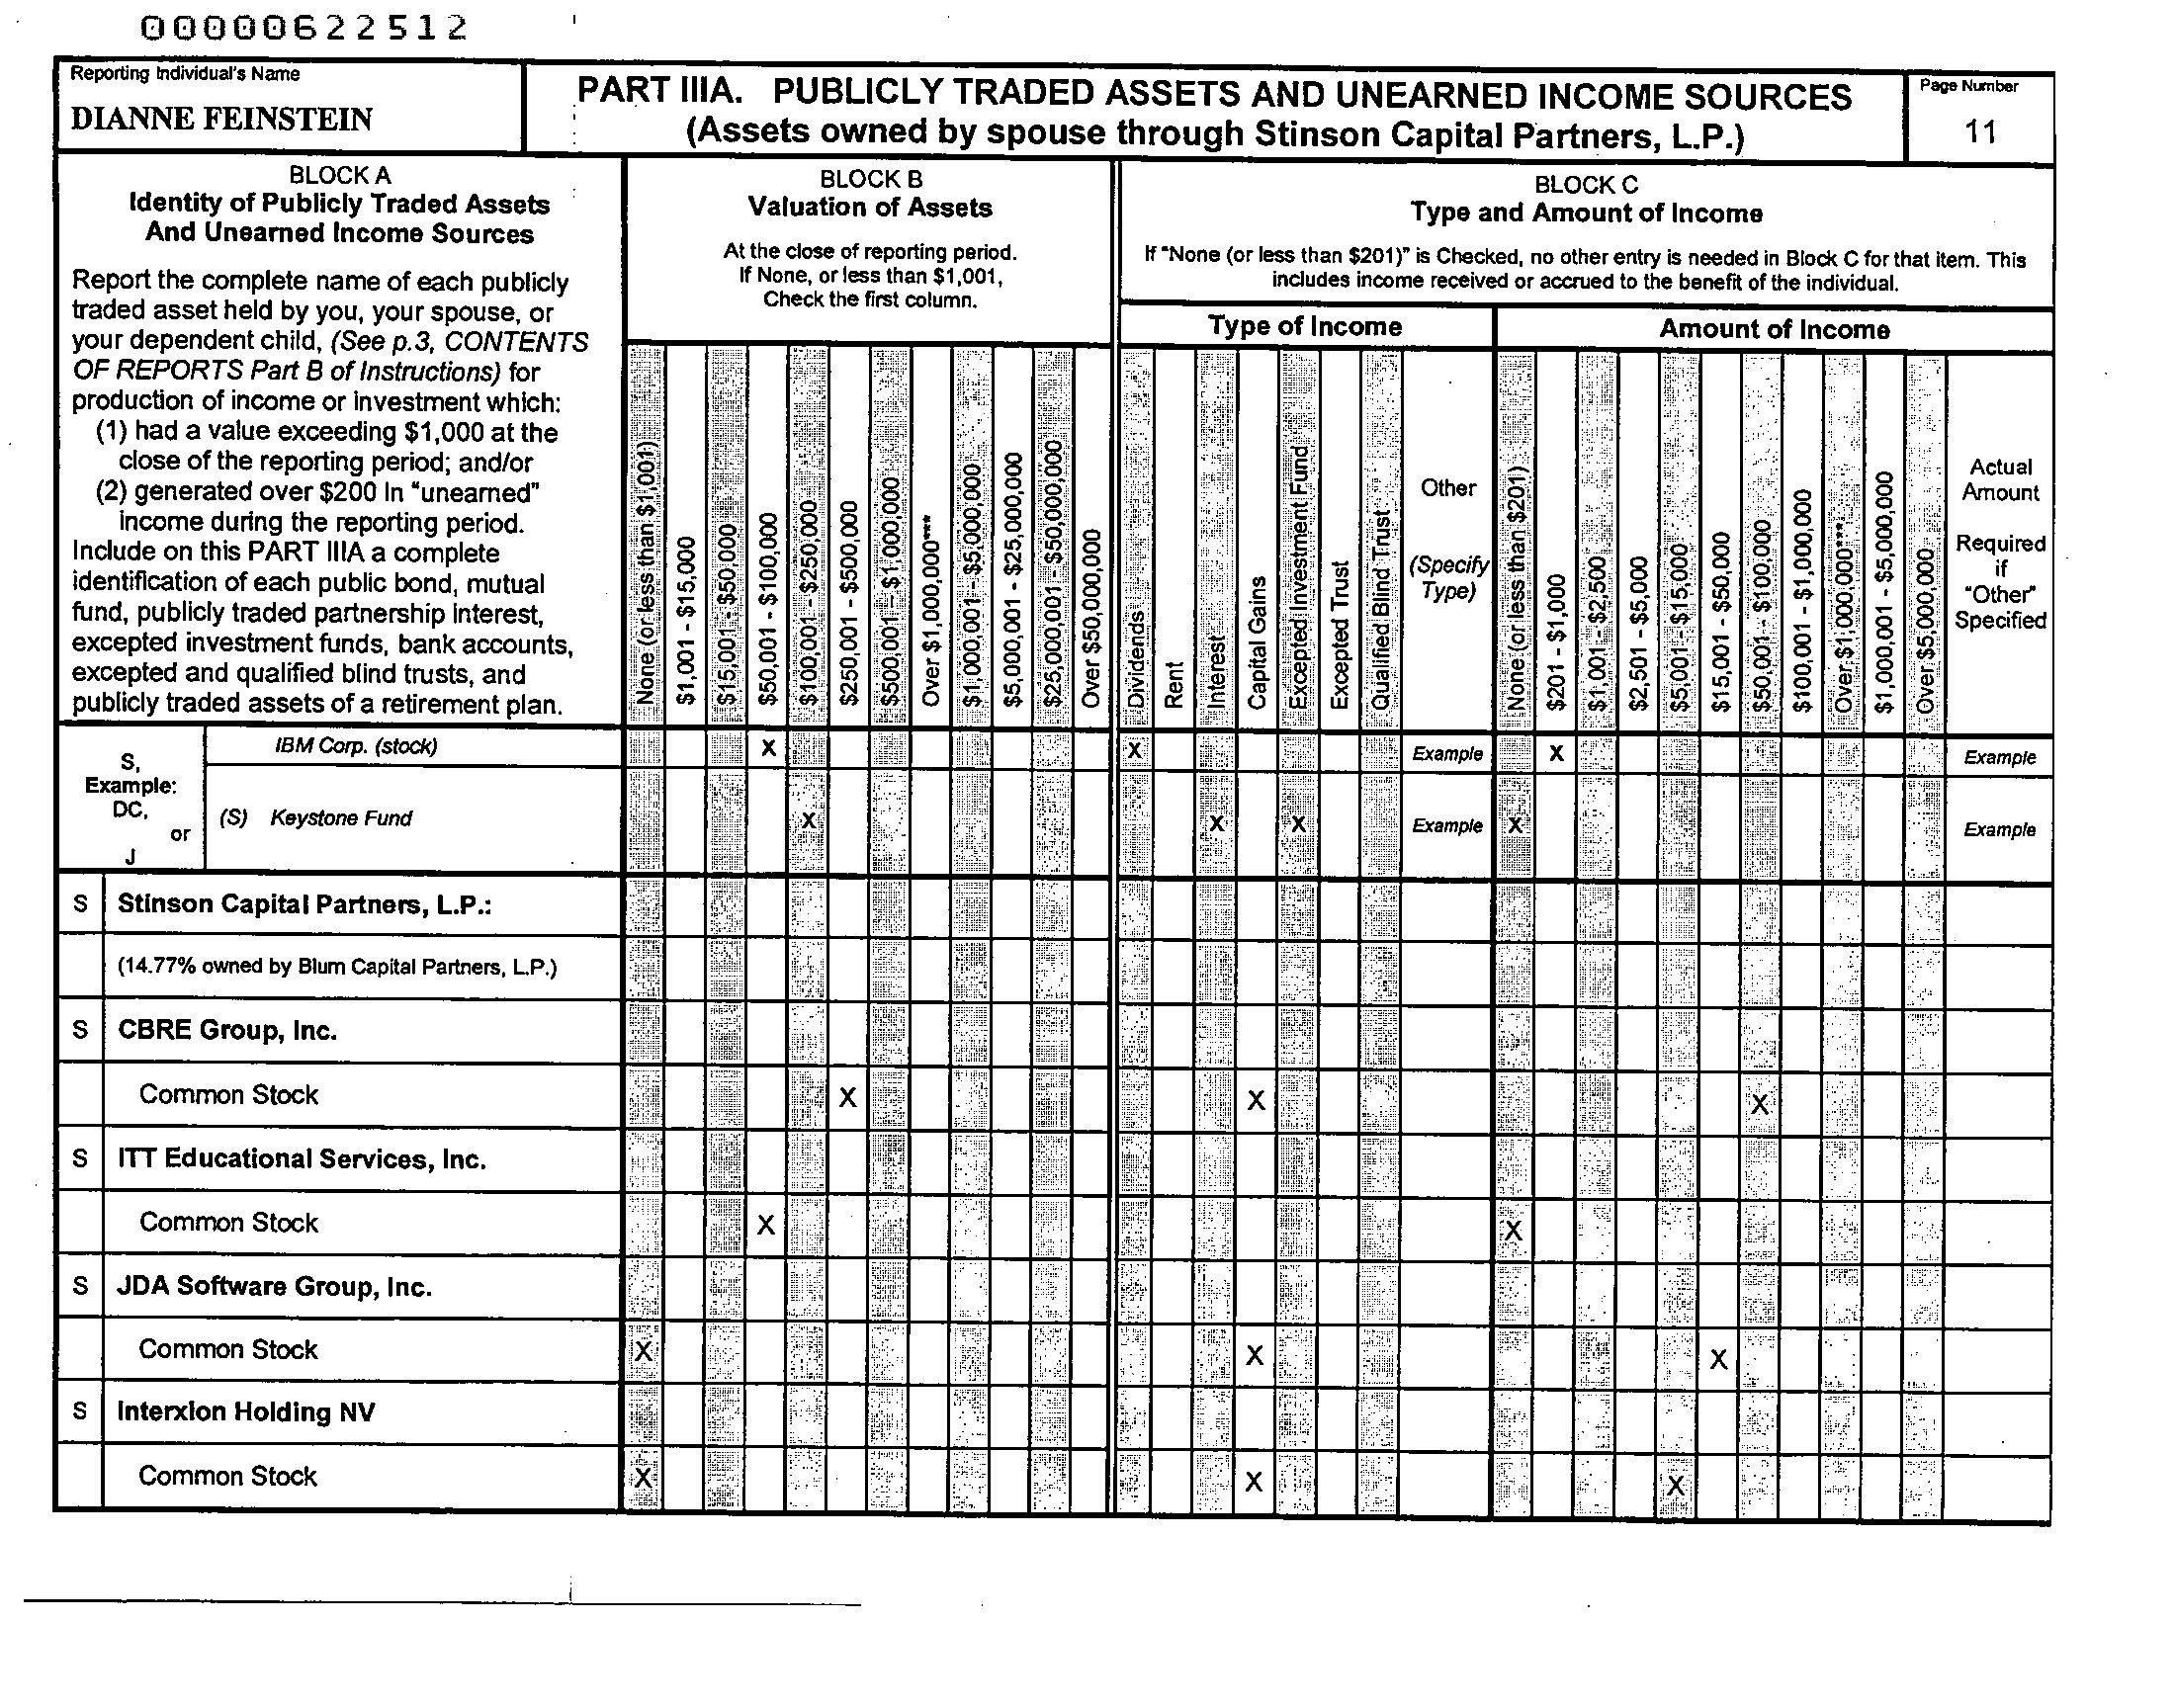 00000622512
Reporting Individual's Name
DIANNE FEINSTEIN
PART IIIA. PUBLICLY TRADED ASSETS AND UNEARNED INCOME SOURCES
(Assets owned by spouse through Stinson Capital Partners, L.P.)
Page Number
11
BLOCK A
Identity of Publicly Traded Assets
And Unearned Income Sources
Report the complete name of each publicly
traded asset held by you, your spouse, or
your dependent child, (See p.3, CONTENTS
OF REPORTS Part B of Instructions) for
production of income or investment which:
(1) had a value exceeding $1,000 at the
close of the reporting period; and/or
(2) generated over $200 in "unearned"
income during the reporting period.
Include on this PART IIIA a complete
identification of each public bond, mutual
fund, publicly traded partnership interest,
excepted investment funds, bank accounts,
excepted and qualified blind trusts, and
publicly traded assets of a retirement plan.
BLOCK B
Valuation of Assets
At the close of reporting period.
If None, or less than $1,001,
Check the first column.
None (or less than $1,001)
$1,001 - $15,000
$15,001 - $50,000
$50,001 - $100,000
$100,001 - $250,000
$250,001 - $500,000
$500,001 - $1,000,000
Over $1,000,000***
$1,000,001 - $5,000,000
$5,000,001 - $25,000,000
$25,000,001 - $50,000,000
Over $50,000,000
BLOCK C
Type and Amount of Income
If "None (or less than $201)" is Checked, no other entry is needed in Block C for that item. This
includes income received or accrued to the benefit of the individual.
Type of Income
Dividends
Rent
Interest
Capital Gains
Excepted Investment Fund
Excepted Trust
Qualified Blind Trust
Other
(Specify
Type)
Amount of Income
None (or less than $201)
$201 - $1,000
$1,001 - $2,500
$2,501 - $5,000
$5,001 - $15,000
$15,001 - $50,000
$50,001 - $100,000
$100,001 - $1,000,000
Over $1,000,000***
$1,000,001 - $5,000,000
Over $5,000,000
Actual
Amount
Required
if
"Other"
Specified
S,
Example:
DC,
or
J
IBM Corp. (stock) X X Example X Example
(S) Keystone Fund X X X Example X Example
S Stinson Capital Partners, L.P.:
(14.77% owned by Blum Capital Partners, L.P.)
S CBRE Group, Inc.
Common Stock X X X
S ITT Educational Services, Inc.
Common Stock X X
S JDA Software Group, Inc.
Common Stock X X X
S Interxion Holding NV
Common Stock X X X